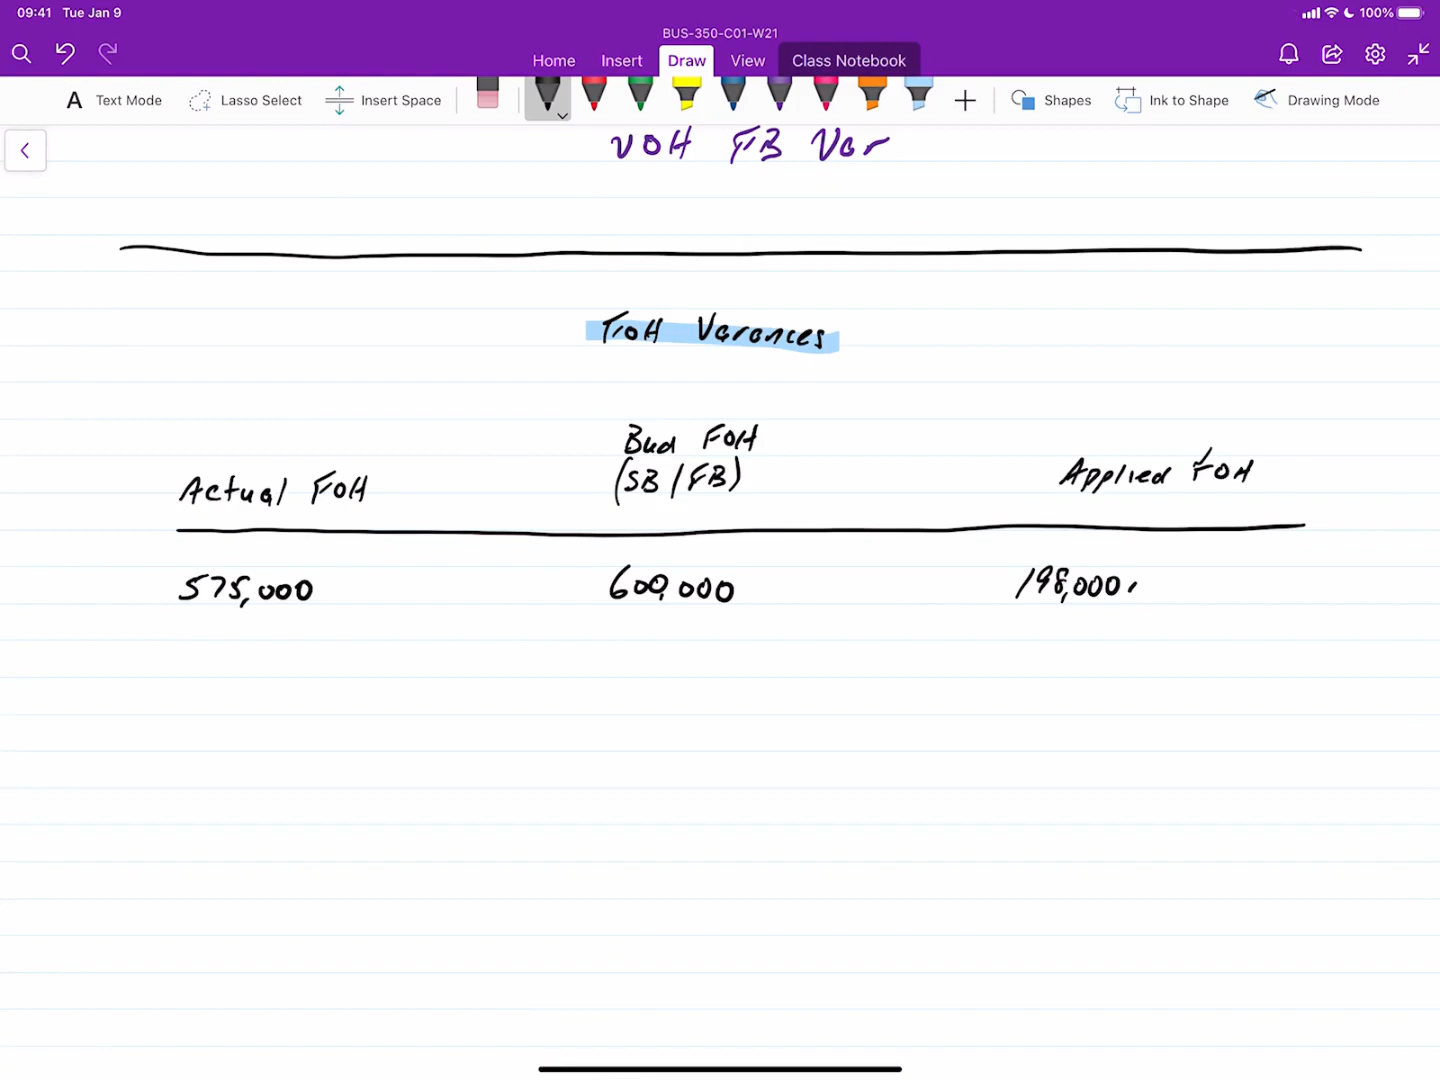 09:41 Tue Jan 9 100%
BUS-350-C01-W21
Home Insert Draw View Class Notebook
A Text Mode Lasso Select Insert Space Shapes Ink to Shape Drawing Mode
VOH FB Var
FOH Varances
Bud FOH
Actual FOH (SB/FB) Applied FOH
575,000 600,000 198,000